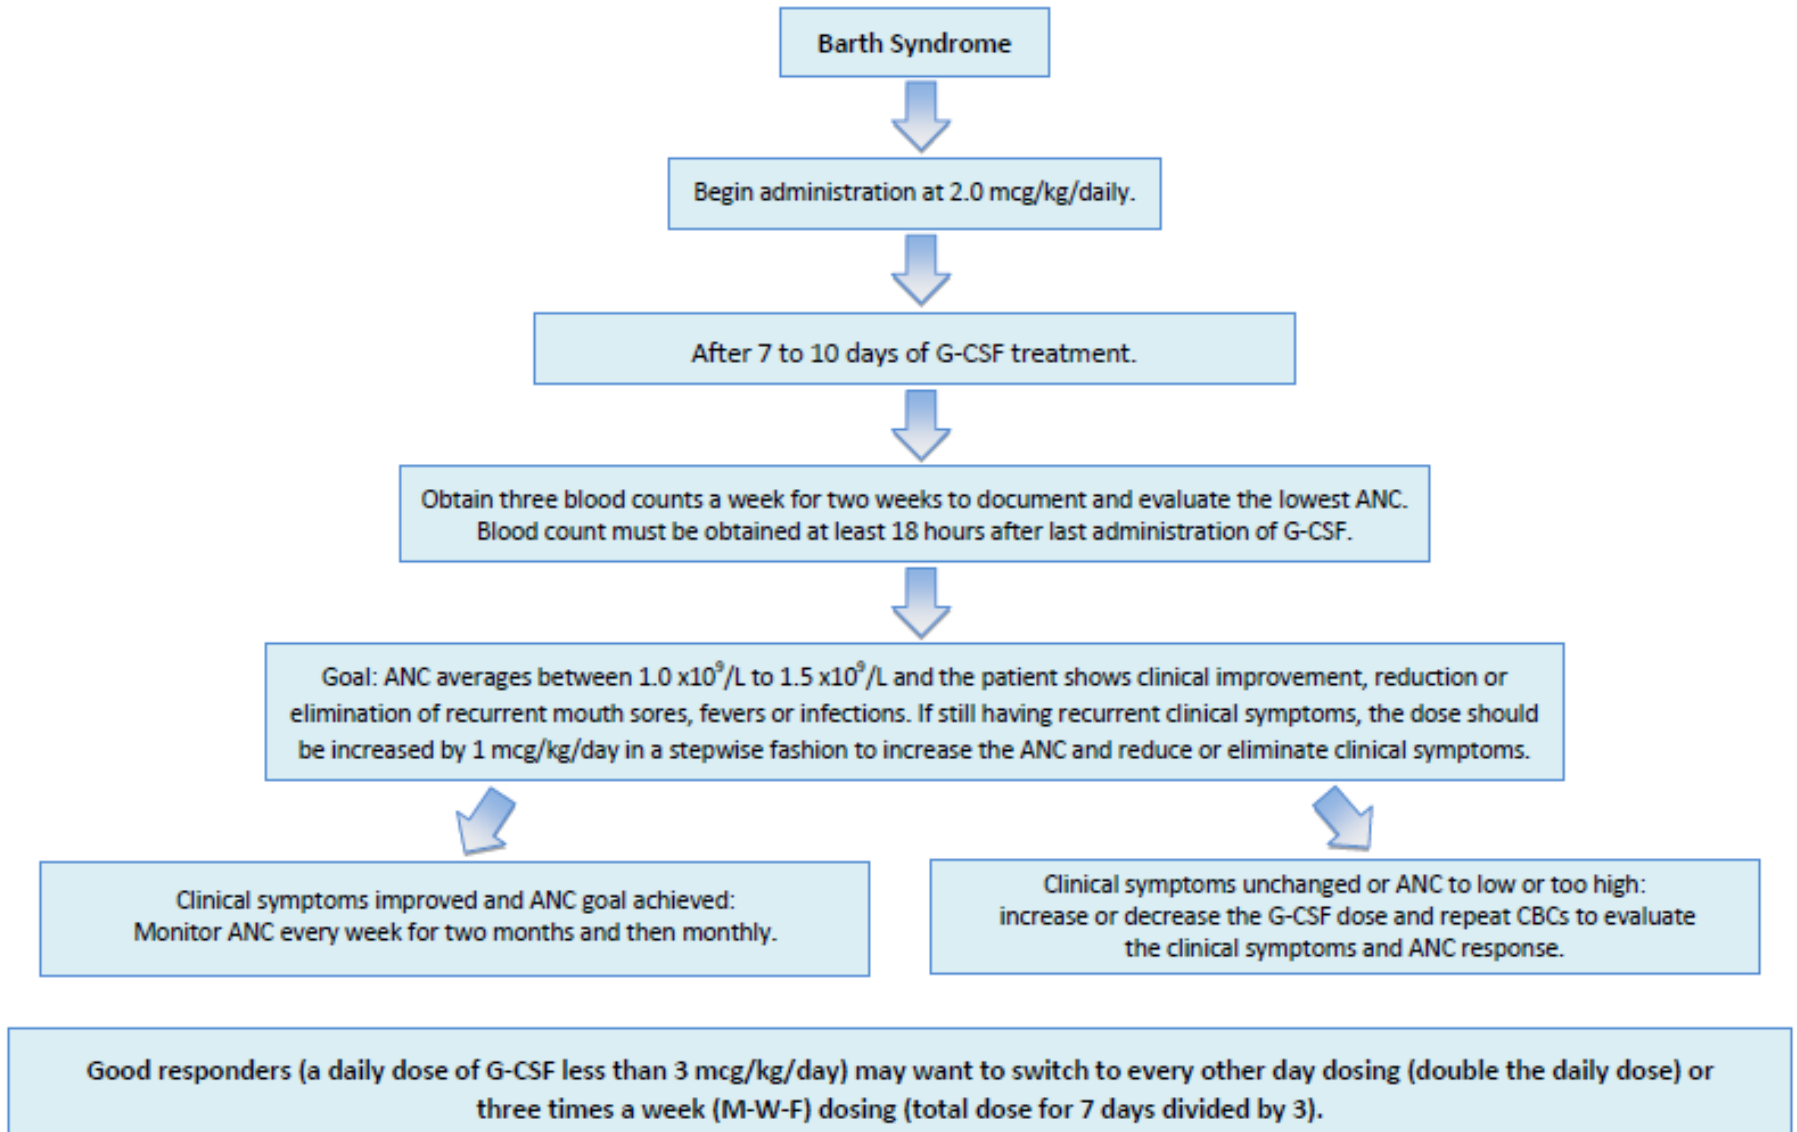 Barth Syndrome
Begin administration at 2.0 mcg/kg/daily.
After 7 to 10 days of G-CSF treatment.
Obtain three blood counts a week for two weeks to document and evaluate the lowest ANC.
Blood count must be obtained at least 18 hours after last administration of G-CSF.
Goal: ANC averages between 1.0 x10⁹/L to 1.5 x10⁹/L and the patient shows clinical improvement, reduction or
elimination of recurrent mouth sores, fevers or infections. If still having recurrent clinical symptoms, the dose should
be increased by 1 mcg/kg/day in a stepwise fashion to increase the ANC and reduce or eliminate clinical symptoms.
Clinical symptoms improved and ANC goal achieved:
Monitor ANC every week for two months and then monthly.
Clinical symptoms unchanged or ANC to low or too high:
increase or decrease the G-CSF dose and repeat CBCs to evaluate
the clinical symptoms and ANC response.
Good responders (a daily dose of G-CSF less than 3 mcg/kg/day) may want to switch to every other day dosing (double the daily dose) or
three times a week (M-W-F) dosing (total dose for 7 days divided by 3).